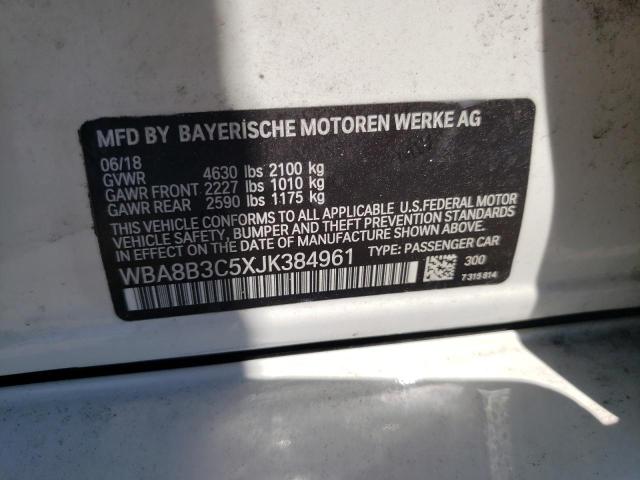 MFD BY BAYERISCHE MOTOREN WERKE AG
06/18
GVWR 4630 lbs 2100 kg
GAWR FRONT 2227 lbs 1010 kg
GAWR REAR 2590 lbs 1175 kg
THIS VEHICLE CONFORMS TO ALL APPLICABLE U.S.FEDERAL MOTOR
VEHICLE SAFETY, BUMPER, AND THEFT PREVENTION STANDARDS
IN EFFECT ON THE DATE OF MANUFACTURE SHOWN ABOVE.
WBA8B3C5XJK384961 TYPE: PASSENGER CAR
300
7315814